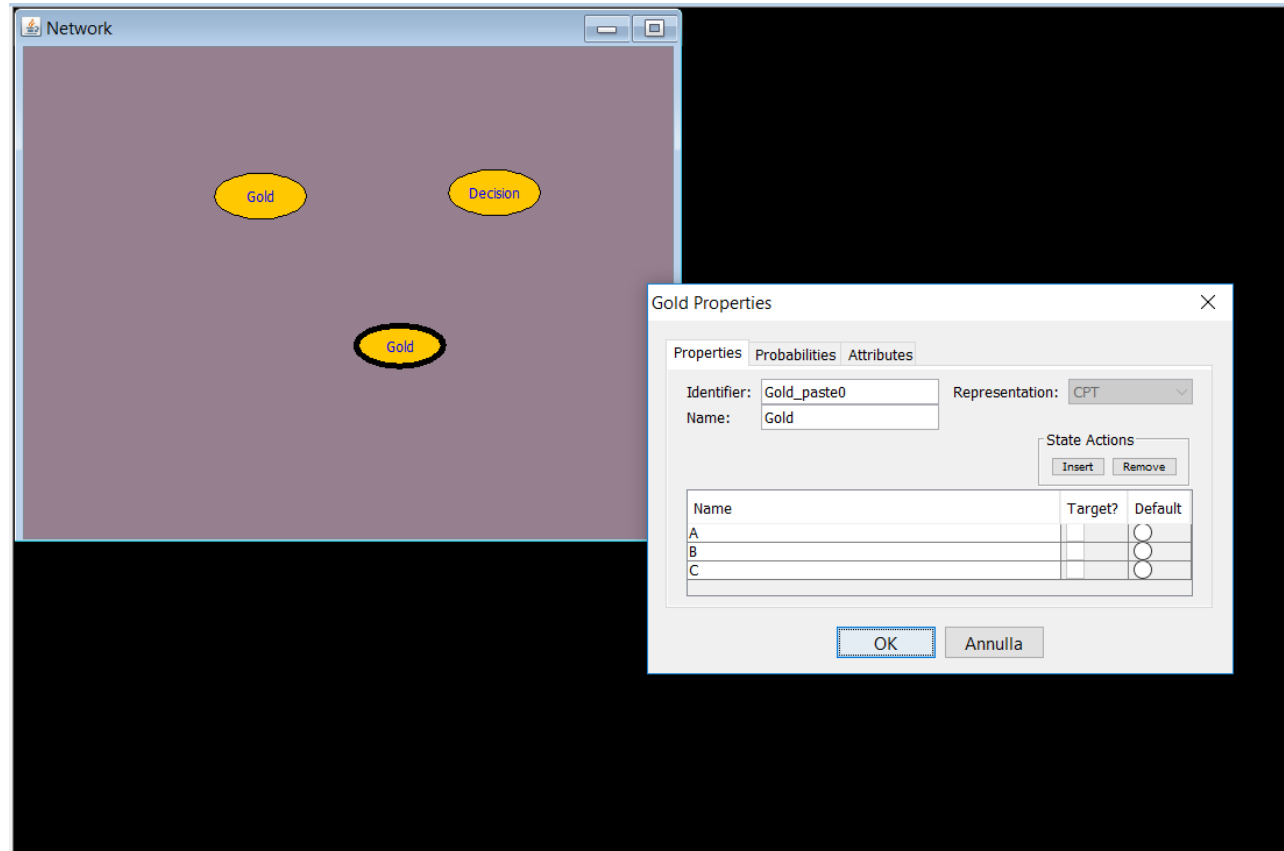 Network
Gold
Decision
Gold
Gold Properties
Properties Probabilities Attributes
Identifier: Gold_paste0 Representation: CPT
Name: Gold
State Actions
Insert Remove
Name Target? Default
A
B
C
OK Annulla